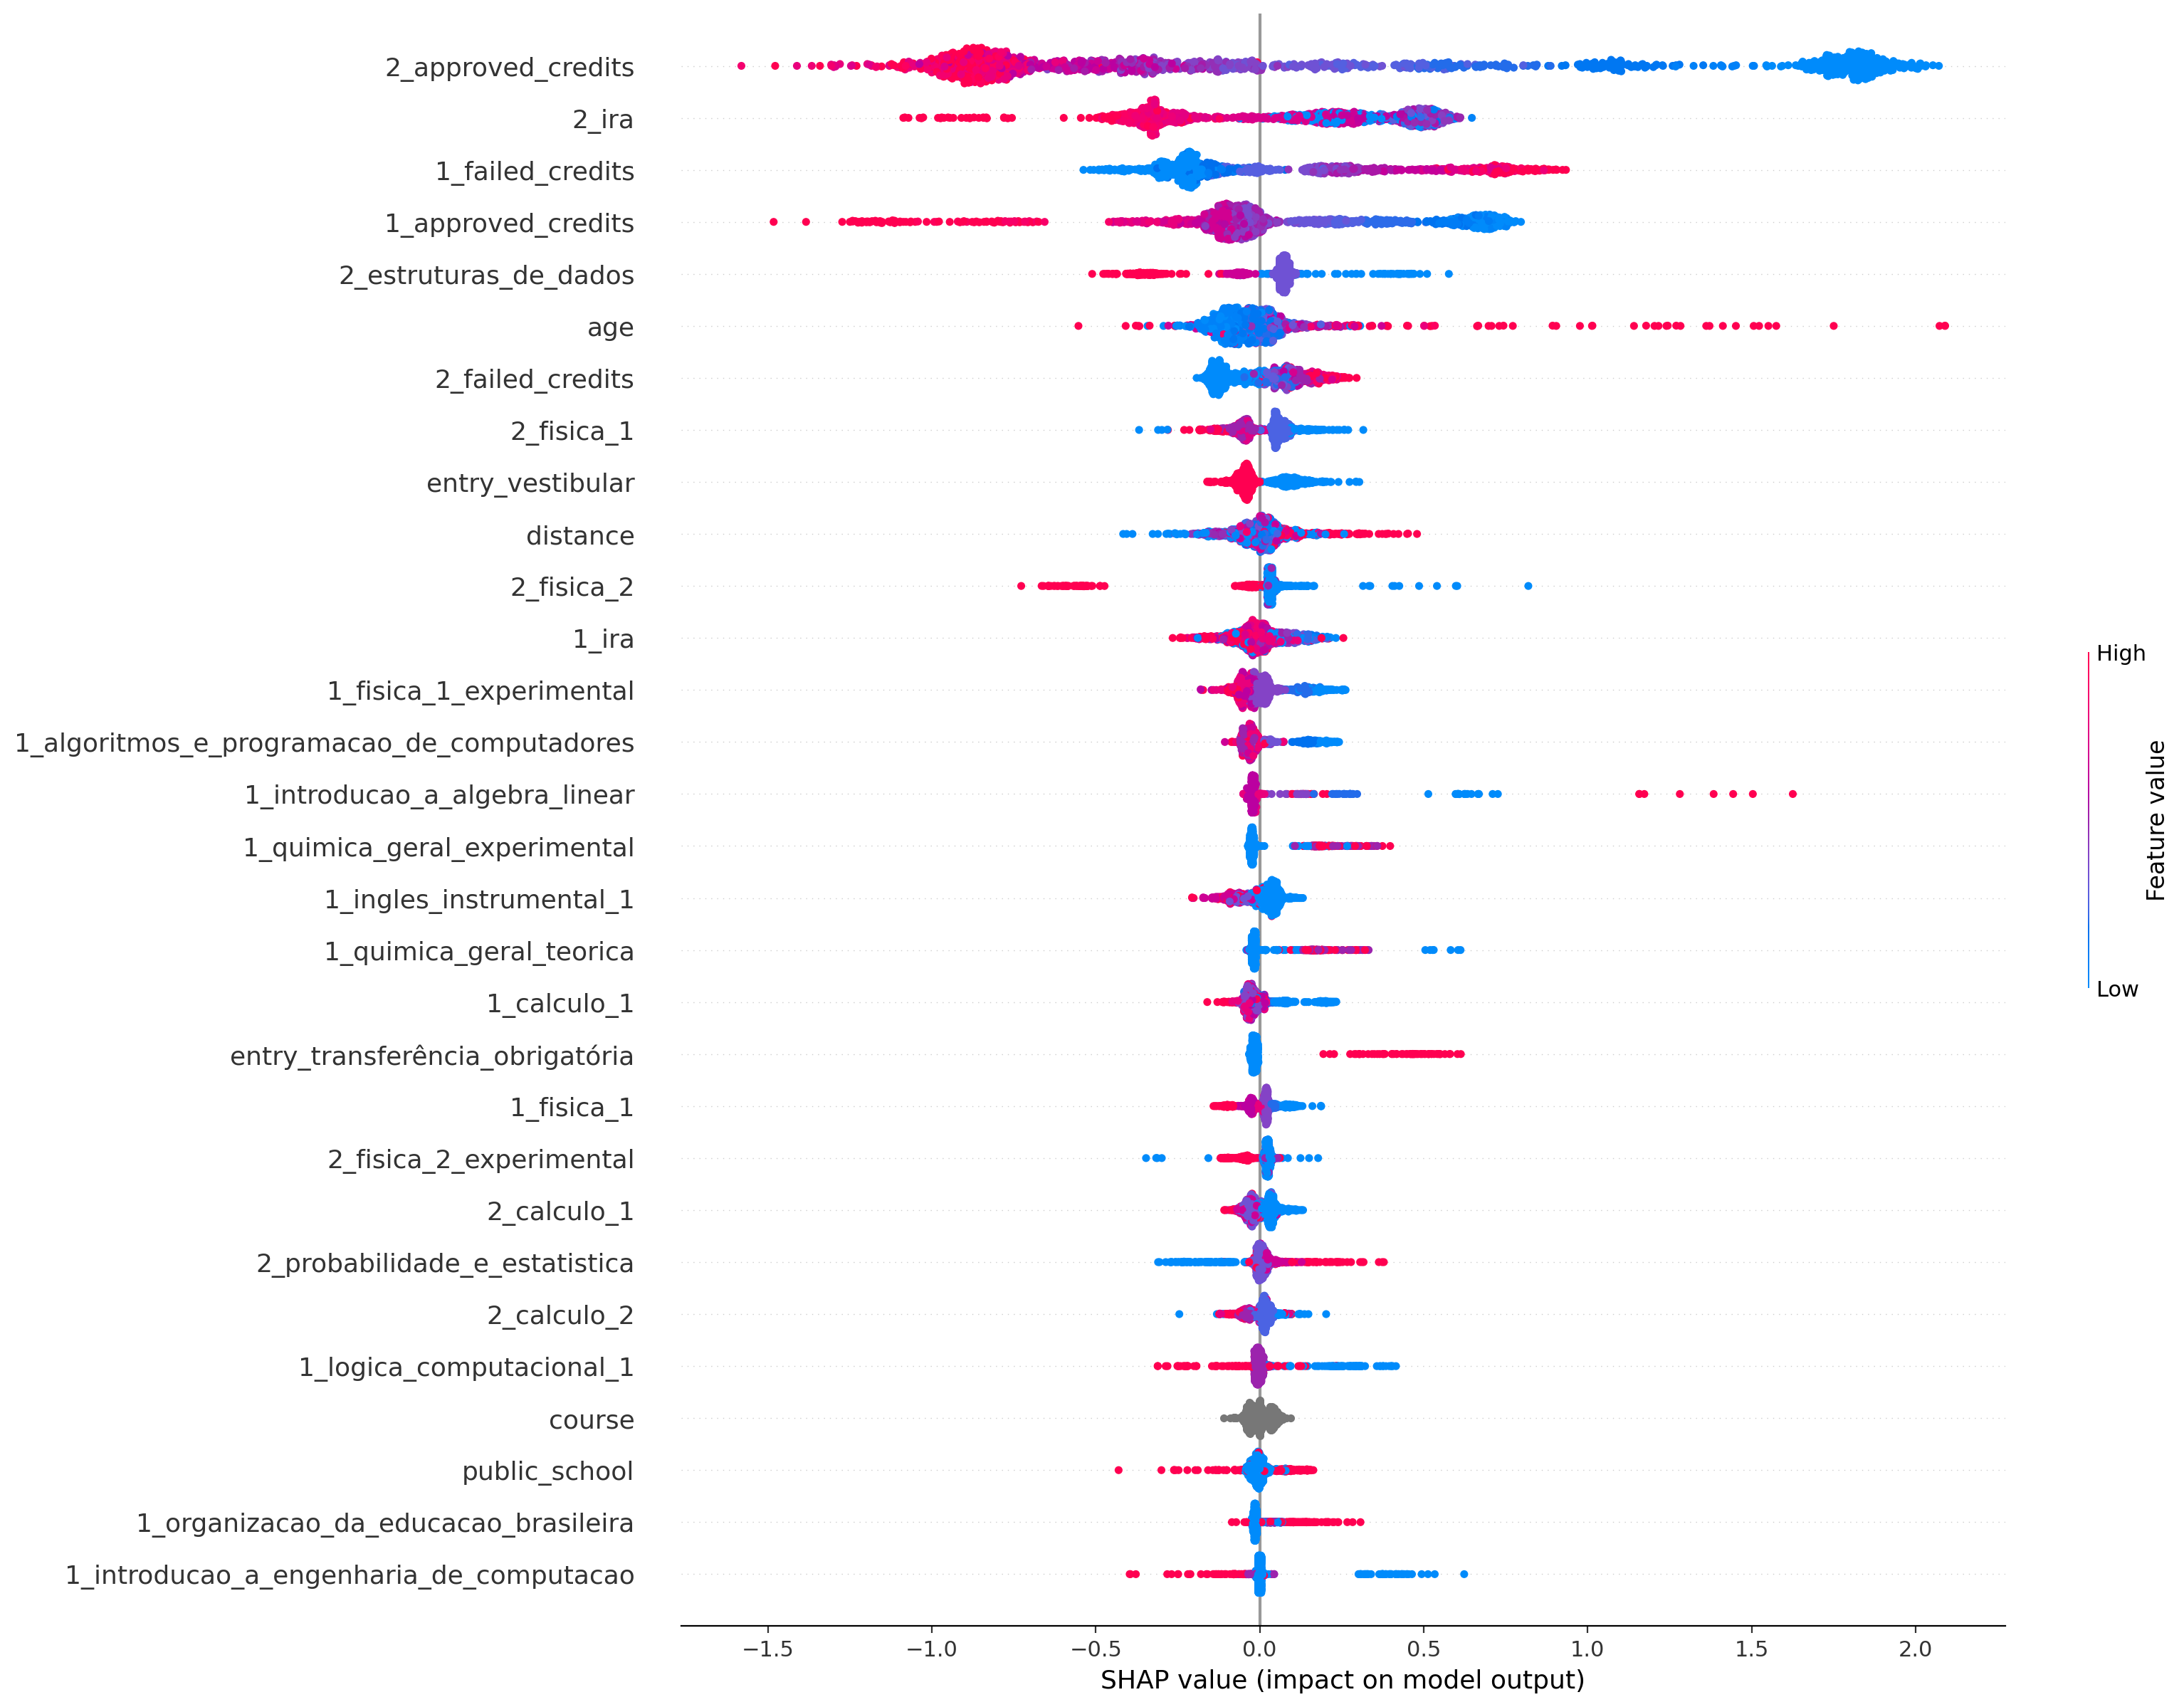 2_approved_credits
2_ira
1_failed_credits
1_approved_credits
2_estruturas_de_dados
age
2_failed_credits
2_fisica_1
entry_vestibular
distance
2_fisica_2
1_ira
1_fisica_1_experimental
1_algoritmos_e_programacao_de_computadores
1_introducao_a_algebra_linear
1_quimica_geral_experimental
1_ingles_instrumental_1
1_quimica_geral_teorica
1_calculo_1
entry_transferência_obrigatória
1_fisica_1
2_fisica_2_experimental
2_calculo_1
2_probabilidade_e_estatistica
2_calculo_2
1_logica_computacional_1
course
public_school
1_organizacao_da_educacao_brasileira
1_introducao_a_engenharia_de_computacao
−1.5 −1.0 −0.5 0.0 0.5 1.0 1.5 2.0
SHAP value (impact on model output)
High
Feature value
Low